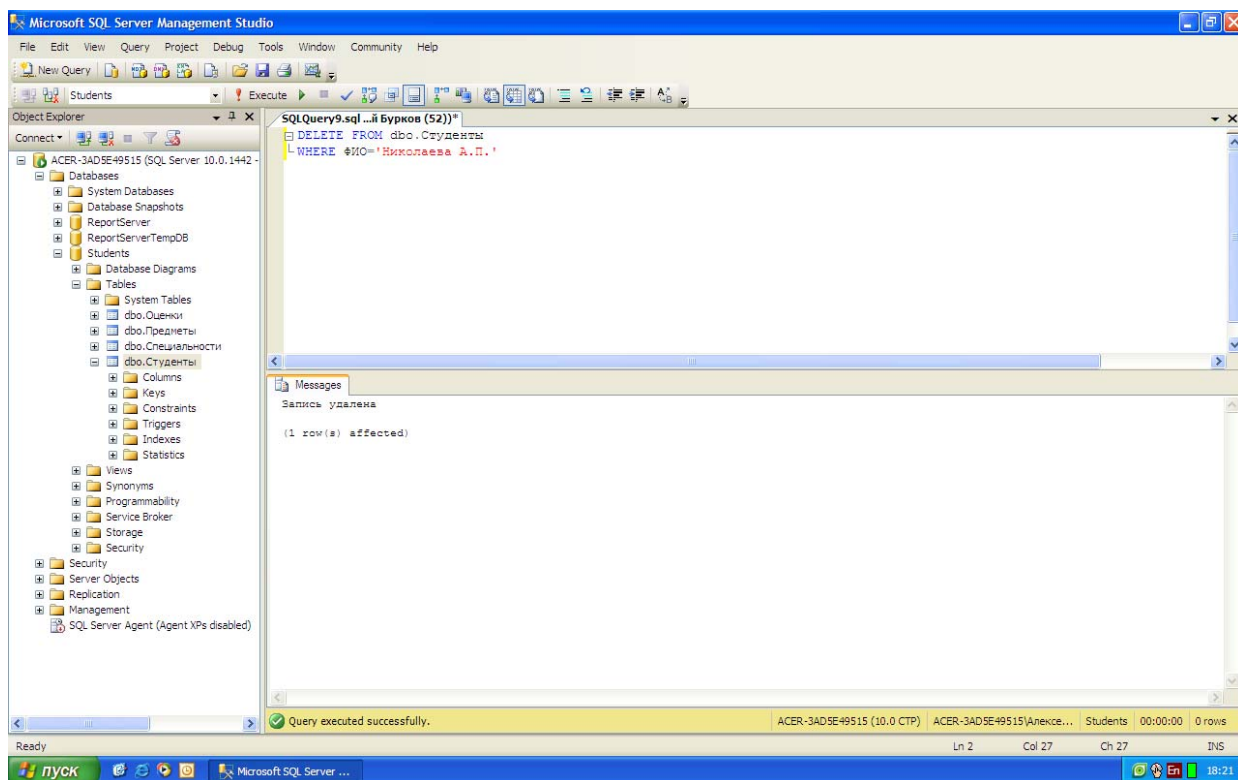 Microsoft SQL Server Management Studio
File Edit View Query Project Debug Tools Window Community Help
New Query
Students Execute
Object Explorer
SQLQuery9.sql ...й Бурков (52))*
Connect
DELETE FROM dbo.Студенты
WHERE ФИО='Николаева А.П.'
ACER-3AD5E49515 (SQL Server 10.0.1442 -
Databases
System Databases
Database Snapshots
ReportServer
ReportServerTempDB
Students
Database Diagrams
Tables
System Tables
dbo.Оценки
dbo.Предметы
dbo.Специальности
dbo.Студенты
Columns
Keys
Constraints
Triggers
Indexes
Statistics
Views
Synonyms
Programmability
Service Broker
Storage
Security
Security
Server Objects
Replication
Management
SQL Server Agent (Agent XPs disabled)
Messages
Запись удалена
(1 row(s) affected)
Query executed successfully. ACER-3AD5E49515 (10.0 CTP) ACER-3AD5E49515\Алексе... Students 00:00:00 0 rows
Ready Ln 2 Col 27 Ch 27 INS
пуск Microsoft SQL Server ... En 18:21